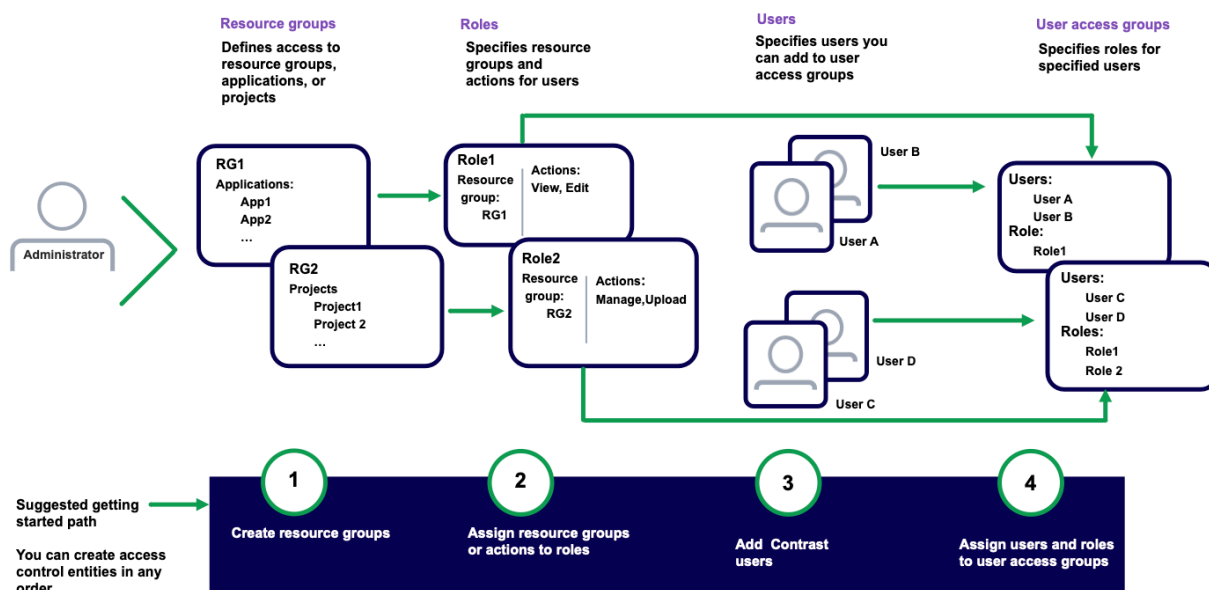 Resource groups
Defines access to
resource groups,
applications, or
projects
Roles
Specifies resource
groups and
actions for users
Users
Specifies users you
can add to user
access groups
User access groups
Specifies roles for
specified users
Administrator
RG1
Applications:
App1
App2
...
RG2
Projects
Project1
Project 2
...
Role1
Resource
group:
RG1
Actions:
View, Edit
Role2
Resource
group:
RG2
Actions:
Manage,Upload
User B
User A
User D
User C
Users:
User A
User B
Role:
Role1
Users:
User C
User D
Roles:
Role1
Role 2
Suggested getting
started path
You can create access
control entities in any
order
1
Create resource groups
2
Assign resource groups
or actions to roles
3
Add Contrast
users
4
Assign users and roles
to user access groups